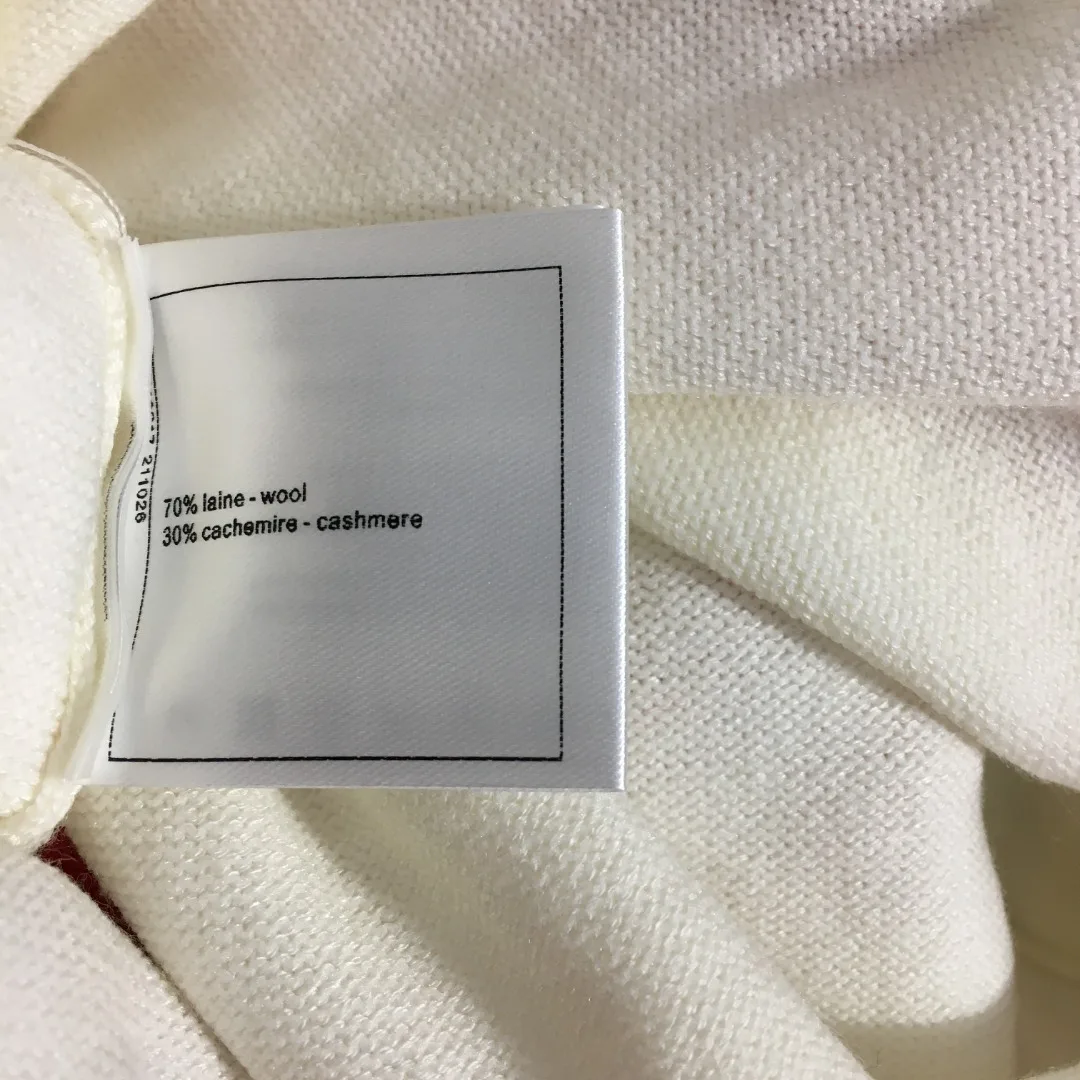 70% laine - wool
30% cachemire - cashmere
211026